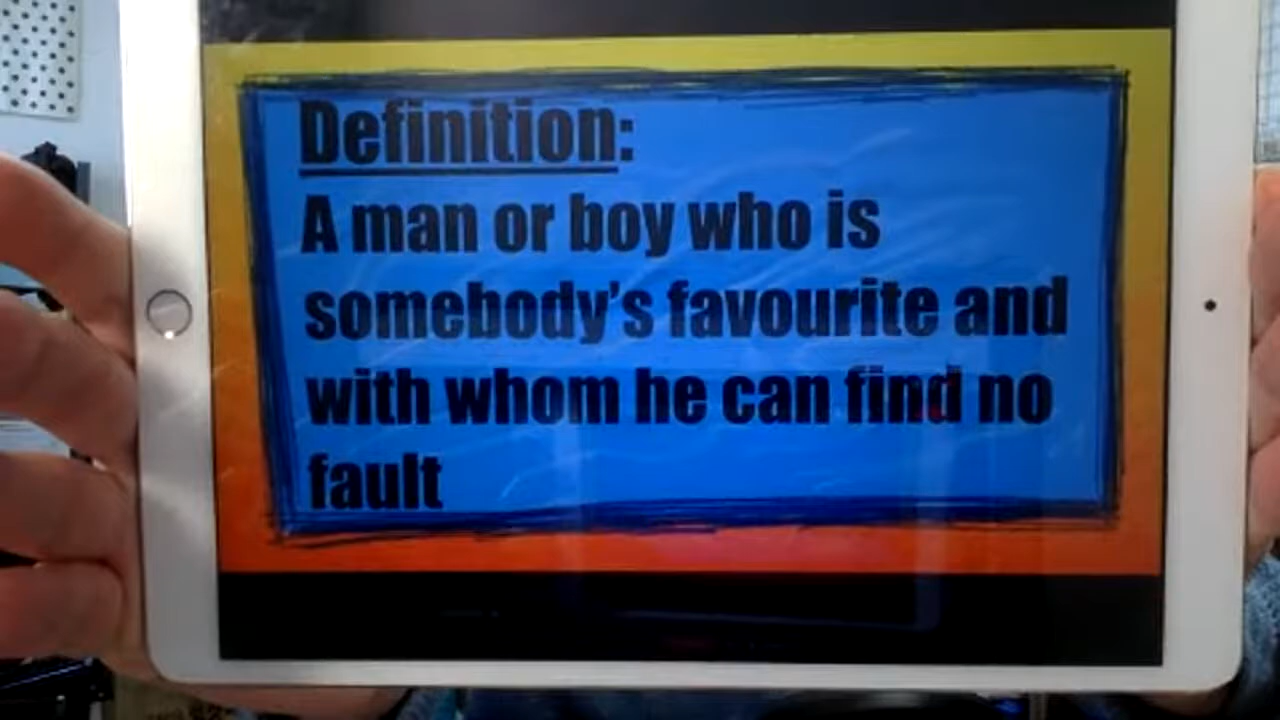 Definition:
A man or boy who is
somebody's favourite and
with whom he can find no
fault